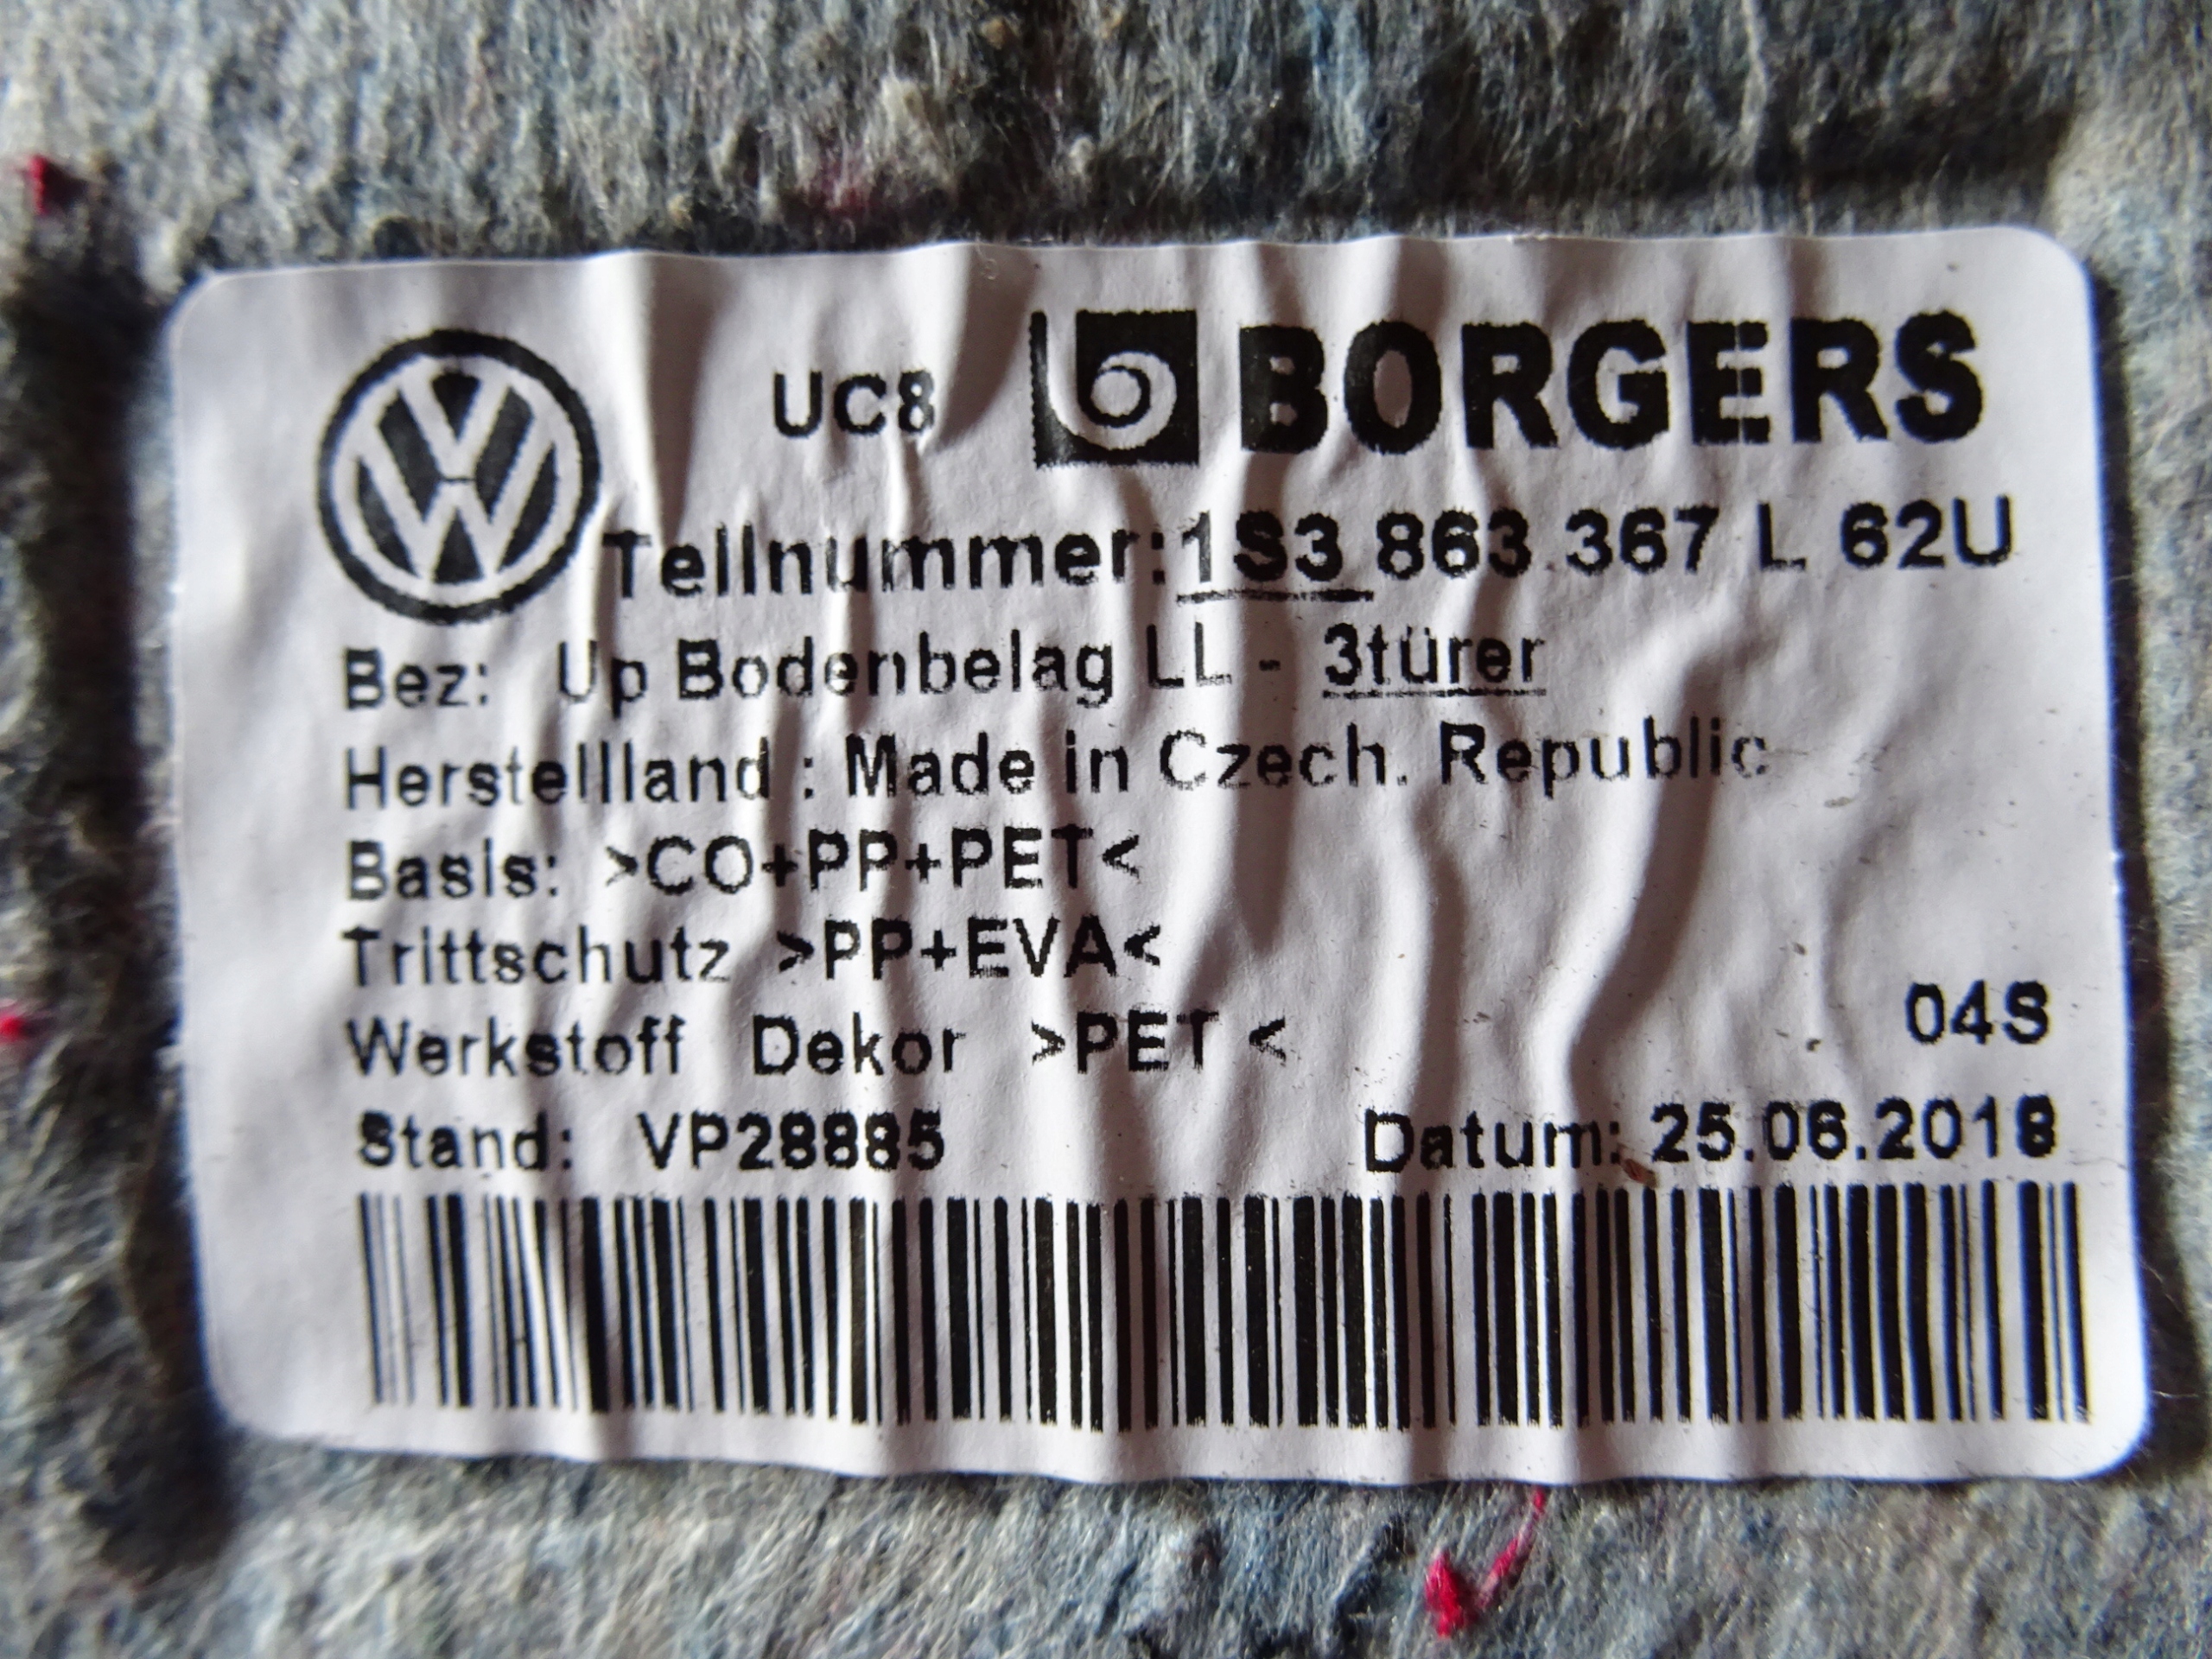 UC8 BORGERS
Teilnummer:1S3 863 367 L 62U
Bez: Up Bodenbelag LL - 3türer
Herstellland : Made in Czech. Republic
Basis: >CO+PP+PET<
Trittschutz >PP+EVA<
Werkstoff Dekor >PET <
04S
Stand: VP28885 Datum: 25.06.2018